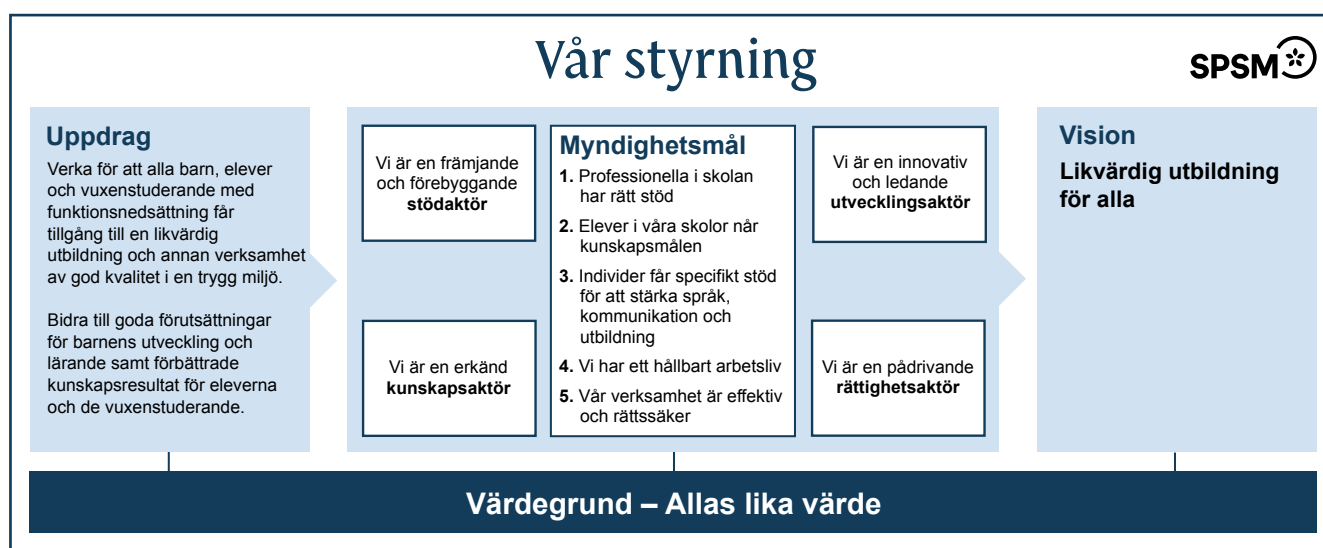 Vår styrning
SPSM
Uppdrag
Verka för att alla barn, elever
och vuxenstuderande med
funktionsnedsättning får
tillgång till en likvärdig
utbildning och annan verksamhet
av god kvalitet i en trygg miljö.
Bidra till goda förutsättningar
för barnens utveckling och
lärande samt förbättrade
kunskapsresultat för eleverna
och de vuxenstuderande.
Vi är en främjande
och förebyggande
stödaktör
Vi är en erkänd
kunskapsaktör
Myndighetsmål
1. Professionella i skolan
har rätt stöd
2. Elever i våra skolor når
kunskapsmålen
3. Individer får specifikt stöd
för att stärka språk,
kommunikation och
utbildning
4. Vi har ett hållbart arbetsliv
5. Vår verksamhet är effektiv
och rättssäker
Vi är en innovativ
och ledande
utvecklingsaktör
Vi är en pådrivande
rättighetsaktör
Vision
Likvärdig utbildning
för alla
Värdegrund – Allas lika värde